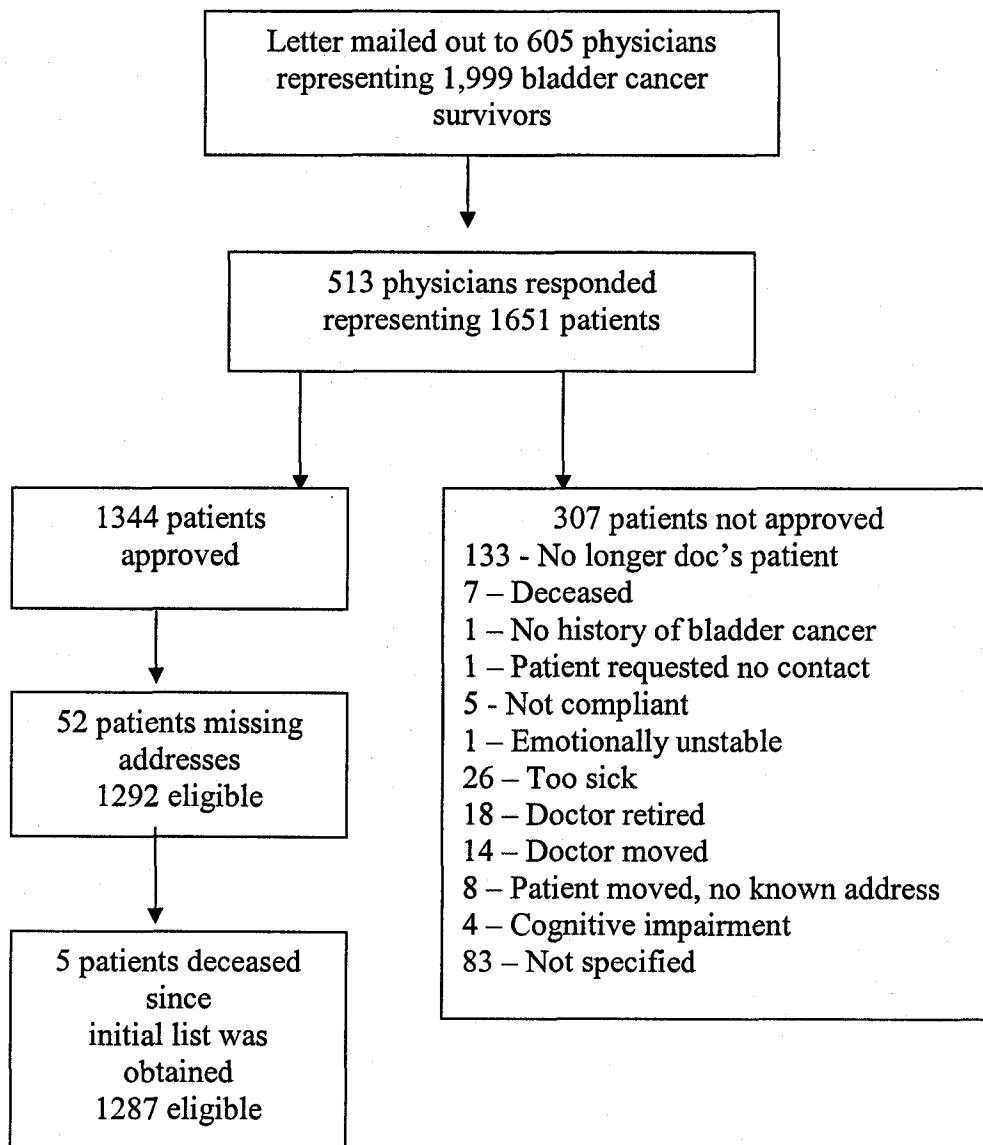 Letter mailed out to 605 physicians
representing 1,999 bladder cancer
survivors
513 physicians responded
representing 1651 patients
1344 patients
approved
52 patients missing
addresses
1292 eligible
5 patients deceased
since
initial list was
obtained
1287 eligible
307 patients not approved
133 - No longer doc's patient
7 – Deceased
1 – No history of bladder cancer
1 – Patient requested no contact
5 - Not compliant
1 – Emotionally unstable
26 – Too sick
18 – Doctor retired
14 – Doctor moved
8 – Patient moved, no known address
4 – Cognitive impairment
83 – Not specified